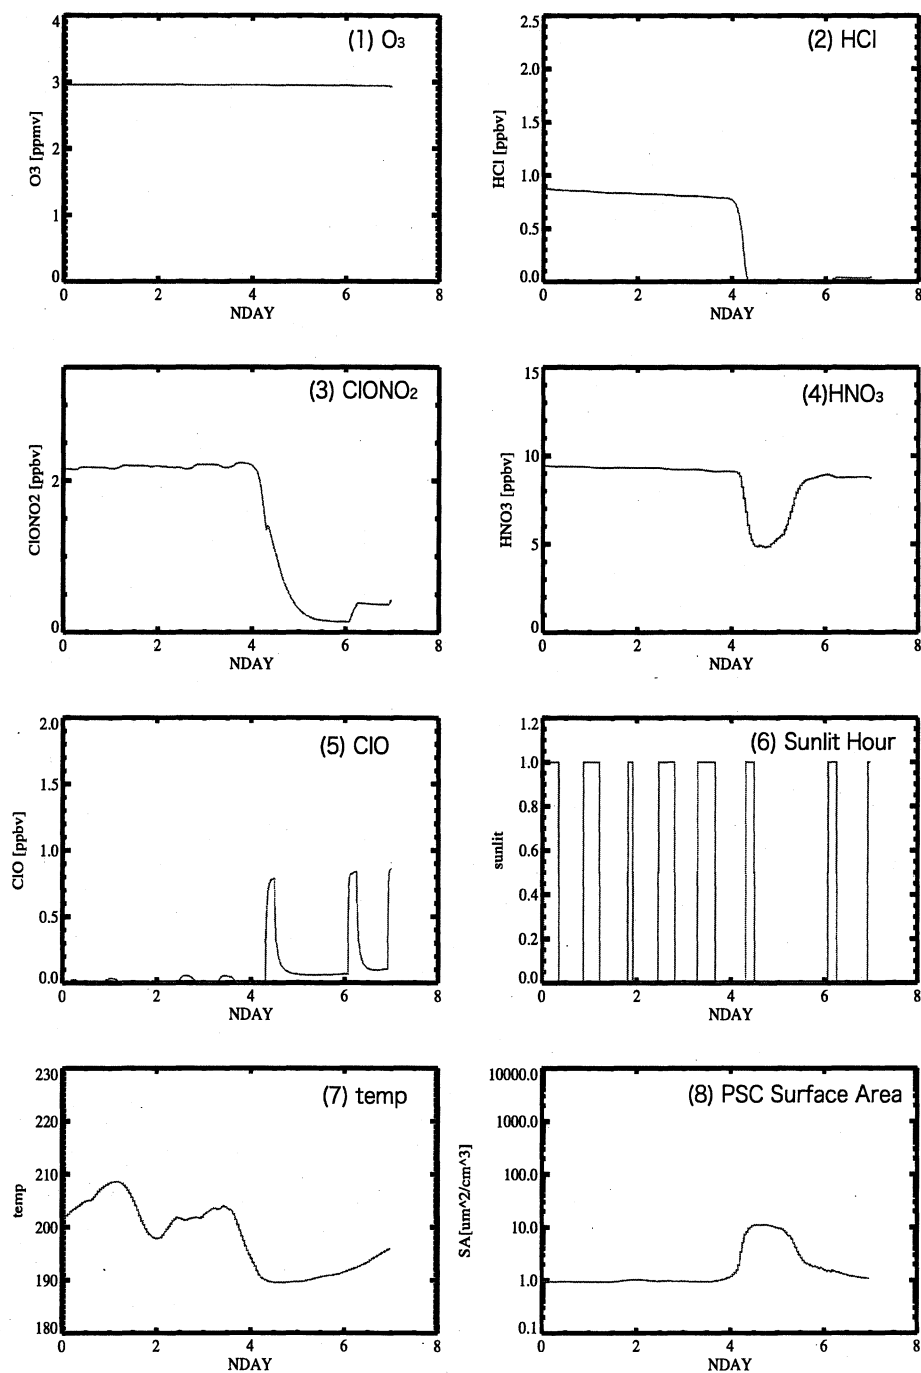 (1) O₃
O3 [ppmv]
4
3
2
1
0
0 2 4 6 8
NDAY
(2) HCl
HCl [ppbv]
2.5
2.0
1.5
1.0
0.5
0.0
0 2 4 6 8
NDAY
(3) ClONO₂
ClONO2 [ppbv]
2
0
0 2 4 6 8
NDAY
(4)HNO₃
HNO3 [ppbv]
15
10
5
0
0 2 4 6 8
NDAY
(5) ClO
ClO [ppbv]
2.0
1.5
1.0
0.5
0.0
0 2 4 6 8
NDAY
(6) Sunlit Hour
sunlit
1.2
1.0
0.8
0.6
0.4
0.2
0.0
0 2 4 6 8
NDAY
(7) temp
temp
230
220
210
200
190
180
0 2 4 6 8
NDAY
(8) PSC Surface Area
SA[um^2/cm^3]
10000.0
1000.0
100.0
10.0
1.0
0.1
0 2 4 6 8
NDAY